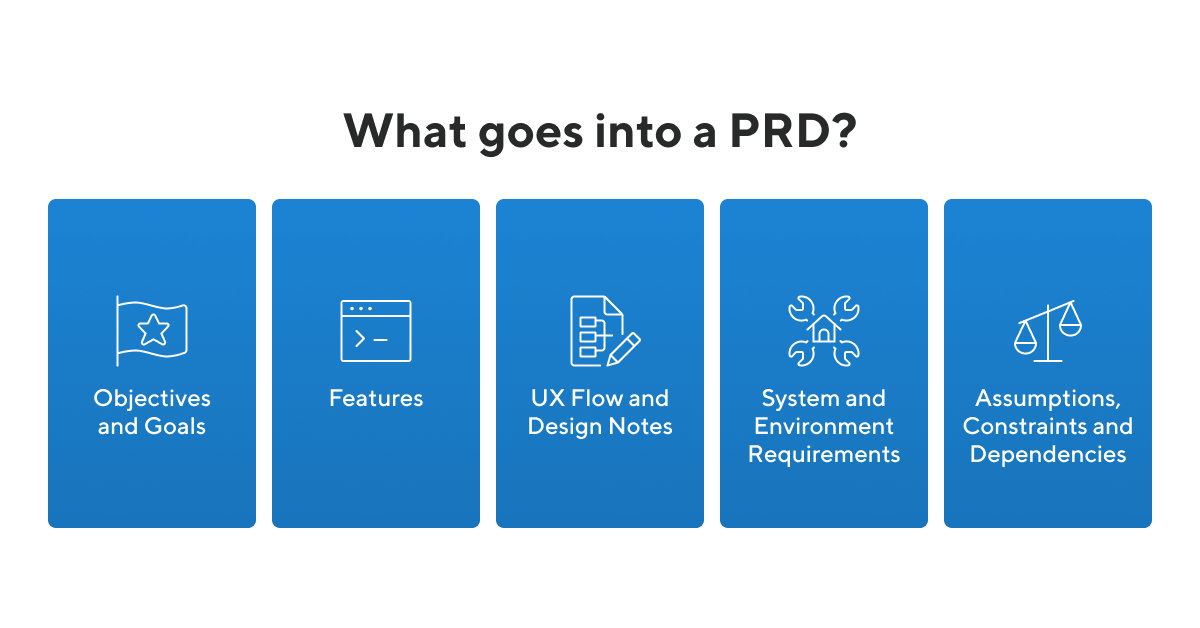 What goes into a PRD?
Objectives
and Goals
Features
UX Flow and
Design Notes
System and
Environment
Requirements
Assumptions,
Constraints and
Dependencies